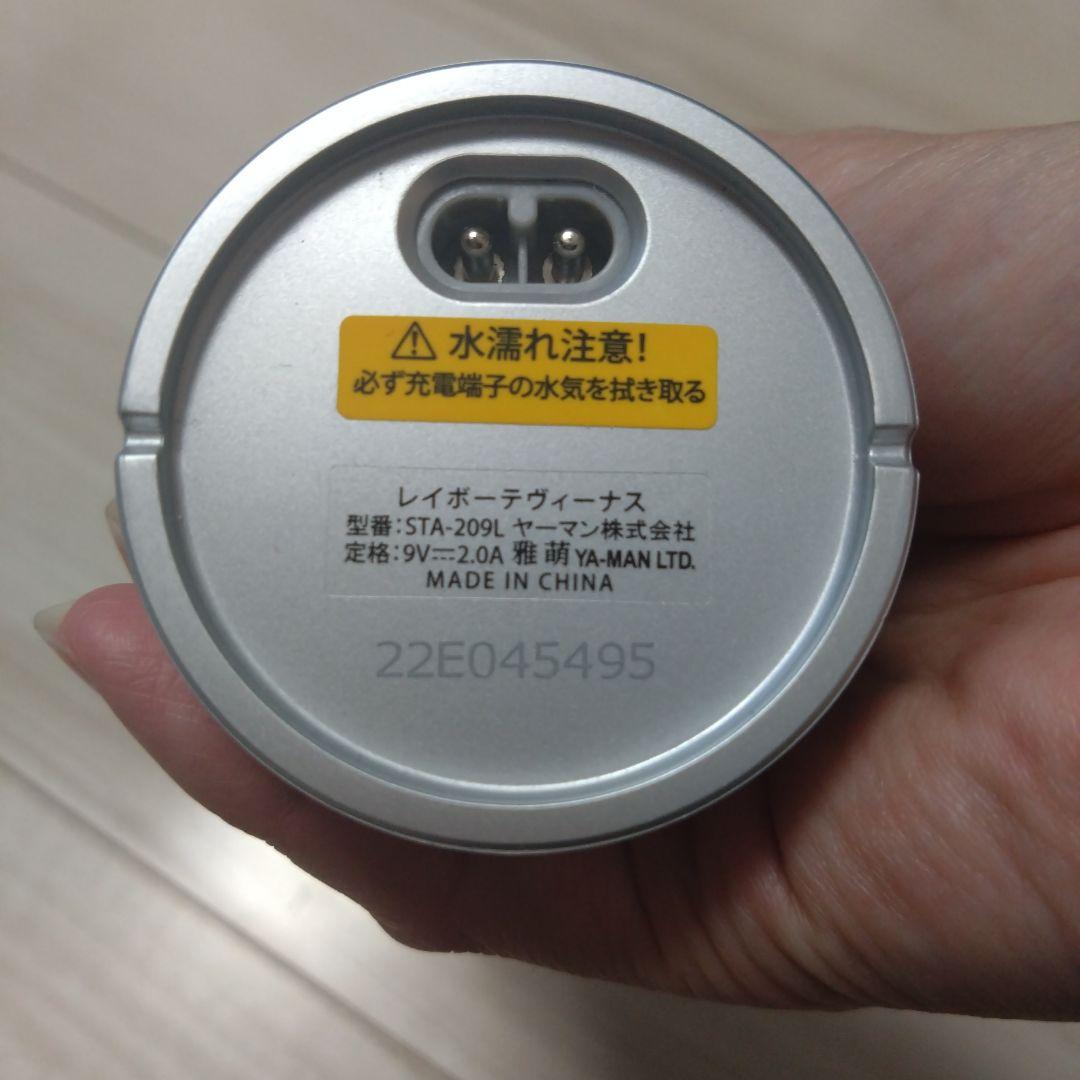 ⚠ 水濡れ注意!
必ず充電端子の水気を拭き取る
レイボーテヴィーナス
型番:STA-209L ヤーマン株式会社
定格:9V⎓2.0A 雅萌 YA-MAN LTD.
MADE IN CHINA
22E045495